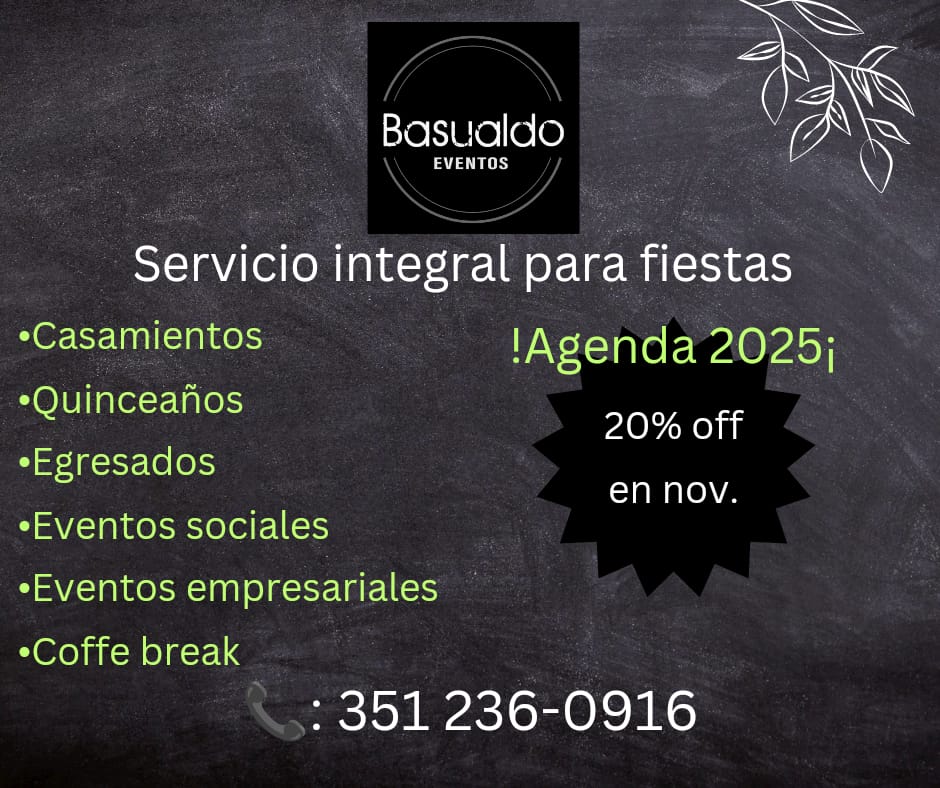 Basualdo
EVENTOS
Servicio integral para fiestas
•Casamientos
•Quinceaños
•Egresados
•Eventos sociales
•Eventos empresariales
•Coffe break
!Agenda 2025¡
20% off
en nov.
📞: 351 236-0916